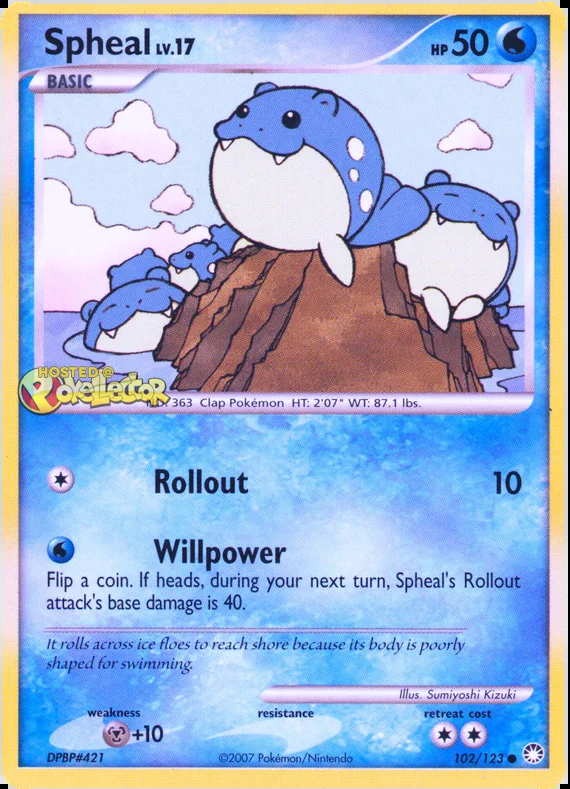 Spheal LV.17
HP 50
BASIC
HOSTED @
Pokellector
363 Clap Pokémon HT: 2'07" WT: 87.1 lbs.
Rollout 10
Willpower
Flip a coin. If heads, during your next turn, Spheal's Rollout
attack's base damage is 40.
It rolls across ice floes to reach shore because its body is poorly
shaped for swimming.
Illus. Sumiyoshi Kizuki
weakness resistance retreat cost
+10
DPBP#421 ©2007 Pokémon/Nintendo 102/123